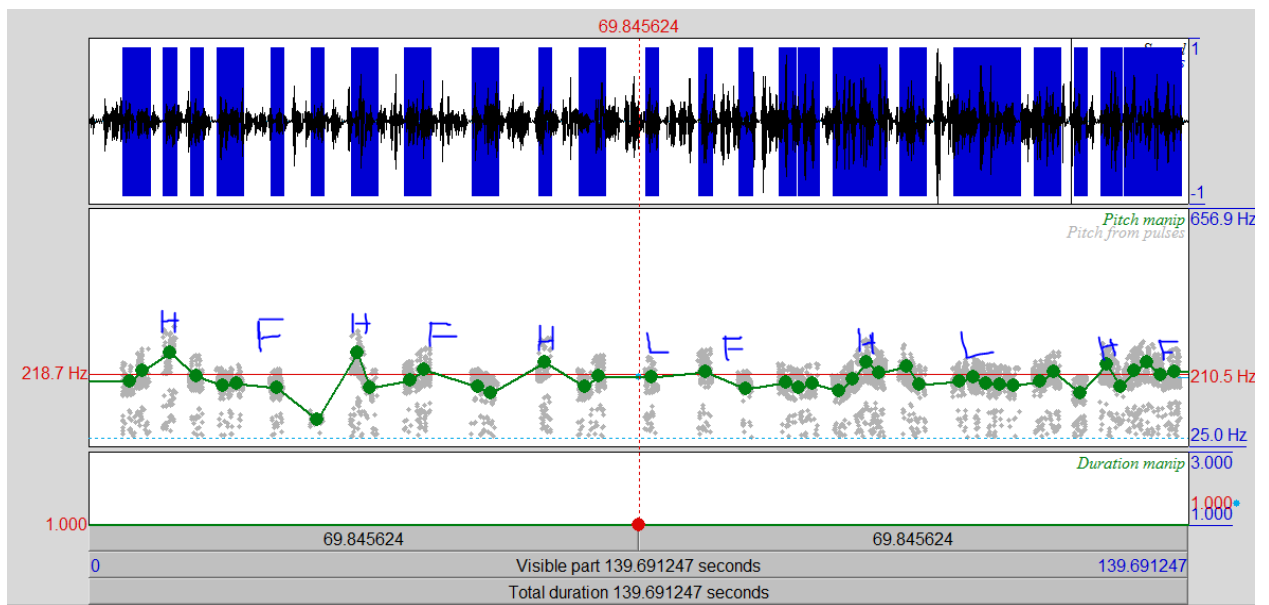 69.845624
1
-1
Pitch manip
656.9 Hz
Pitch from pulses
H F H F H L F H L H F
218.7 Hz
210.5 Hz
25.0 Hz
Duration manip
3.000
1.000
1.000
1.000
69.845624 69.845624
0 Visible part 139.691247 seconds 139.691247
Total duration 139.691247 seconds